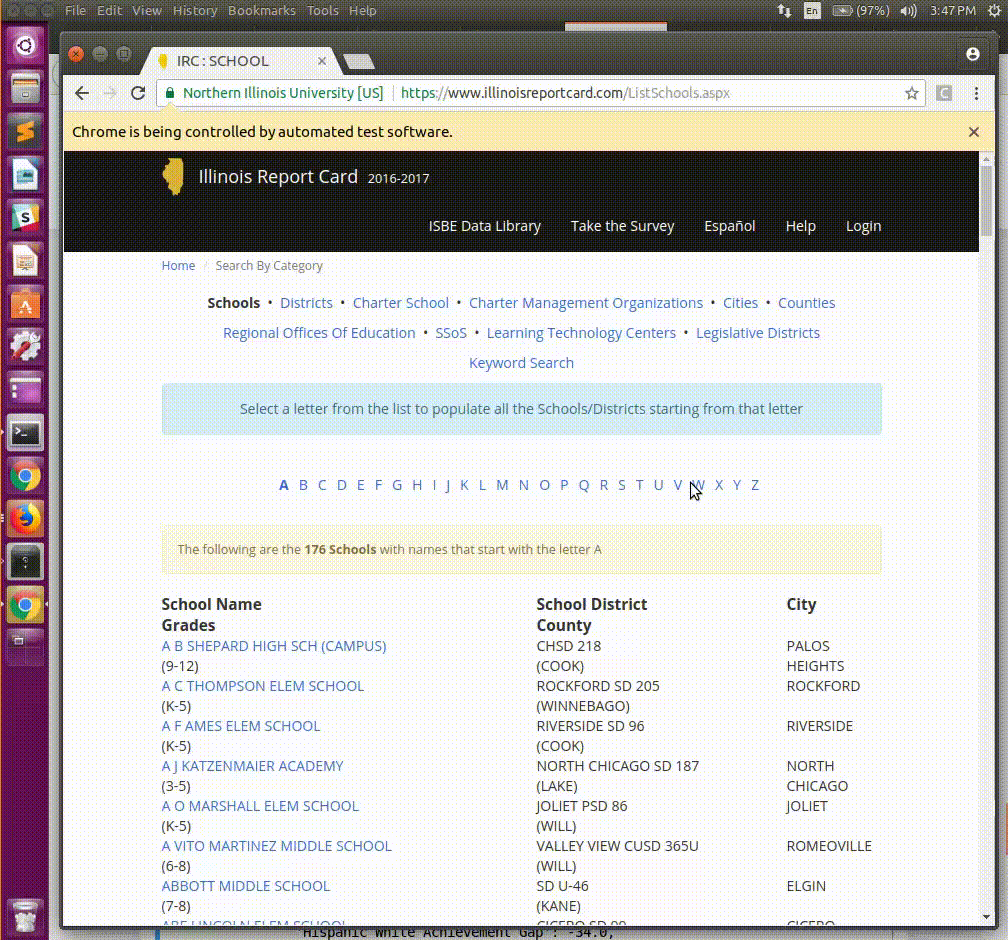 File Edit View History Bookmarks Tools Help En (97%) 3:47 PM
IRC : SCHOOL
Northern Illinois University [US] https://www.illinoisreportcard.com/ListSchools.aspx
Chrome is being controlled by automated test software.
Illinois Report Card 2016-2017
ISBE Data Library Take the Survey Español Help Login
Home / Search By Category
Schools • Districts • Charter School • Charter Management Organizations • Cities • Counties
Regional Offices Of Education • SSoS • Learning Technology Centers • Legislative Districts
Keyword Search
Select a letter from the list to populate all the Schools/Districts starting from that letter
A B C D E F G H I J K L M N O P Q R S T U V W X Y Z
The following are the 176 Schools with names that start with the letter A
School Name School District City
Grades County
A B SHEPARD HIGH SCH (CAMPUS) CHSD 218 PALOS
(9-12) (COOK) HEIGHTS
A C THOMPSON ELEM SCHOOL ROCKFORD SD 205 ROCKFORD
(K-5) (WINNEBAGO)
A F AMES ELEM SCHOOL RIVERSIDE SD 96 RIVERSIDE
(K-5) (COOK)
A J KATZENMAIER ACADEMY NORTH CHICAGO SD 187 NORTH
(3-5) (LAKE) CHICAGO
A O MARSHALL ELEM SCHOOL JOLIET PSD 86 JOLIET
(K-5) (WILL)
A VITO MARTINEZ MIDDLE SCHOOL VALLEY VIEW CUSD 365U ROMEOVILLE
(6-8) (WILL)
ABBOTT MIDDLE SCHOOL SD U-46 ELGIN
(7-8) (KANE)
ABE LINCOLN ELEM SCHOOL CICERO SD 99 CICERO
'Hispanic White Achievement Gap': -34.0,